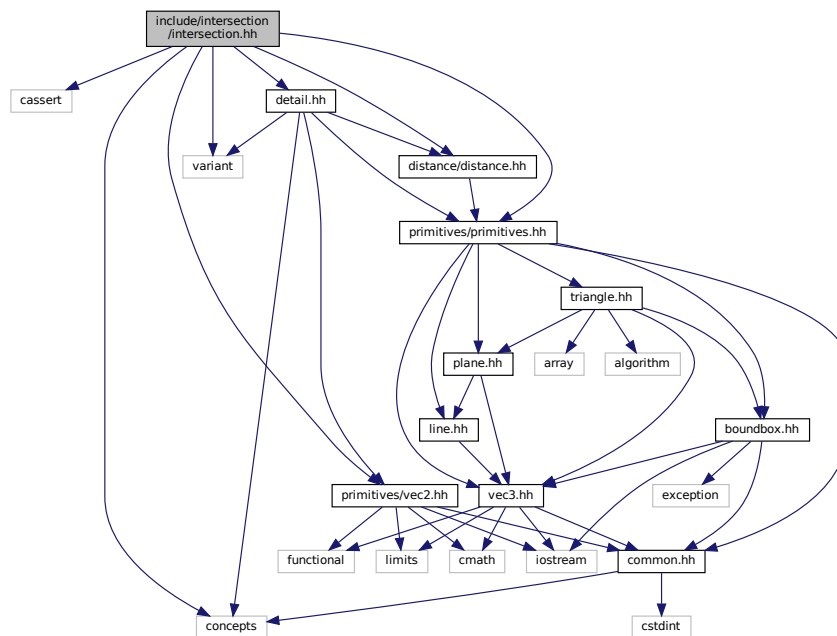 include/intersection
/intersection.hh
cassert
detail.hh
variant
distance/distance.hh
primitives/primitives.hh
triangle.hh
plane.hh
array
algorithm
line.hh
boundbox.hh
primitives/vec2.hh
vec3.hh
exception
functional
limits
cmath
iostream
common.hh
concepts
cstdint